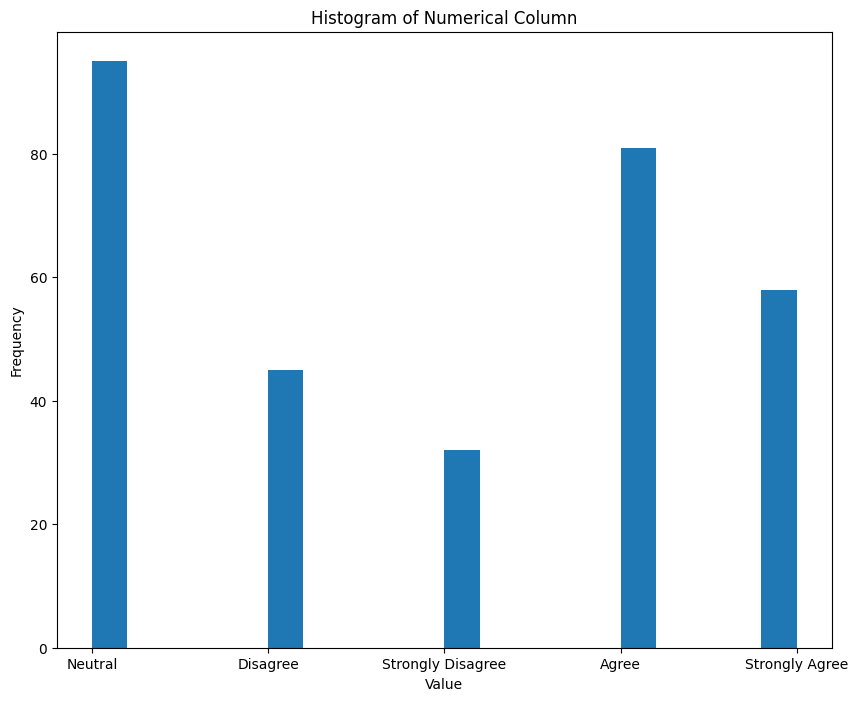 Histogram of Numerical Column
Frequency
80
60
40
20
0
Neutral
Disagree
Strongly Disagree
Agree
Strongly Agree
Value